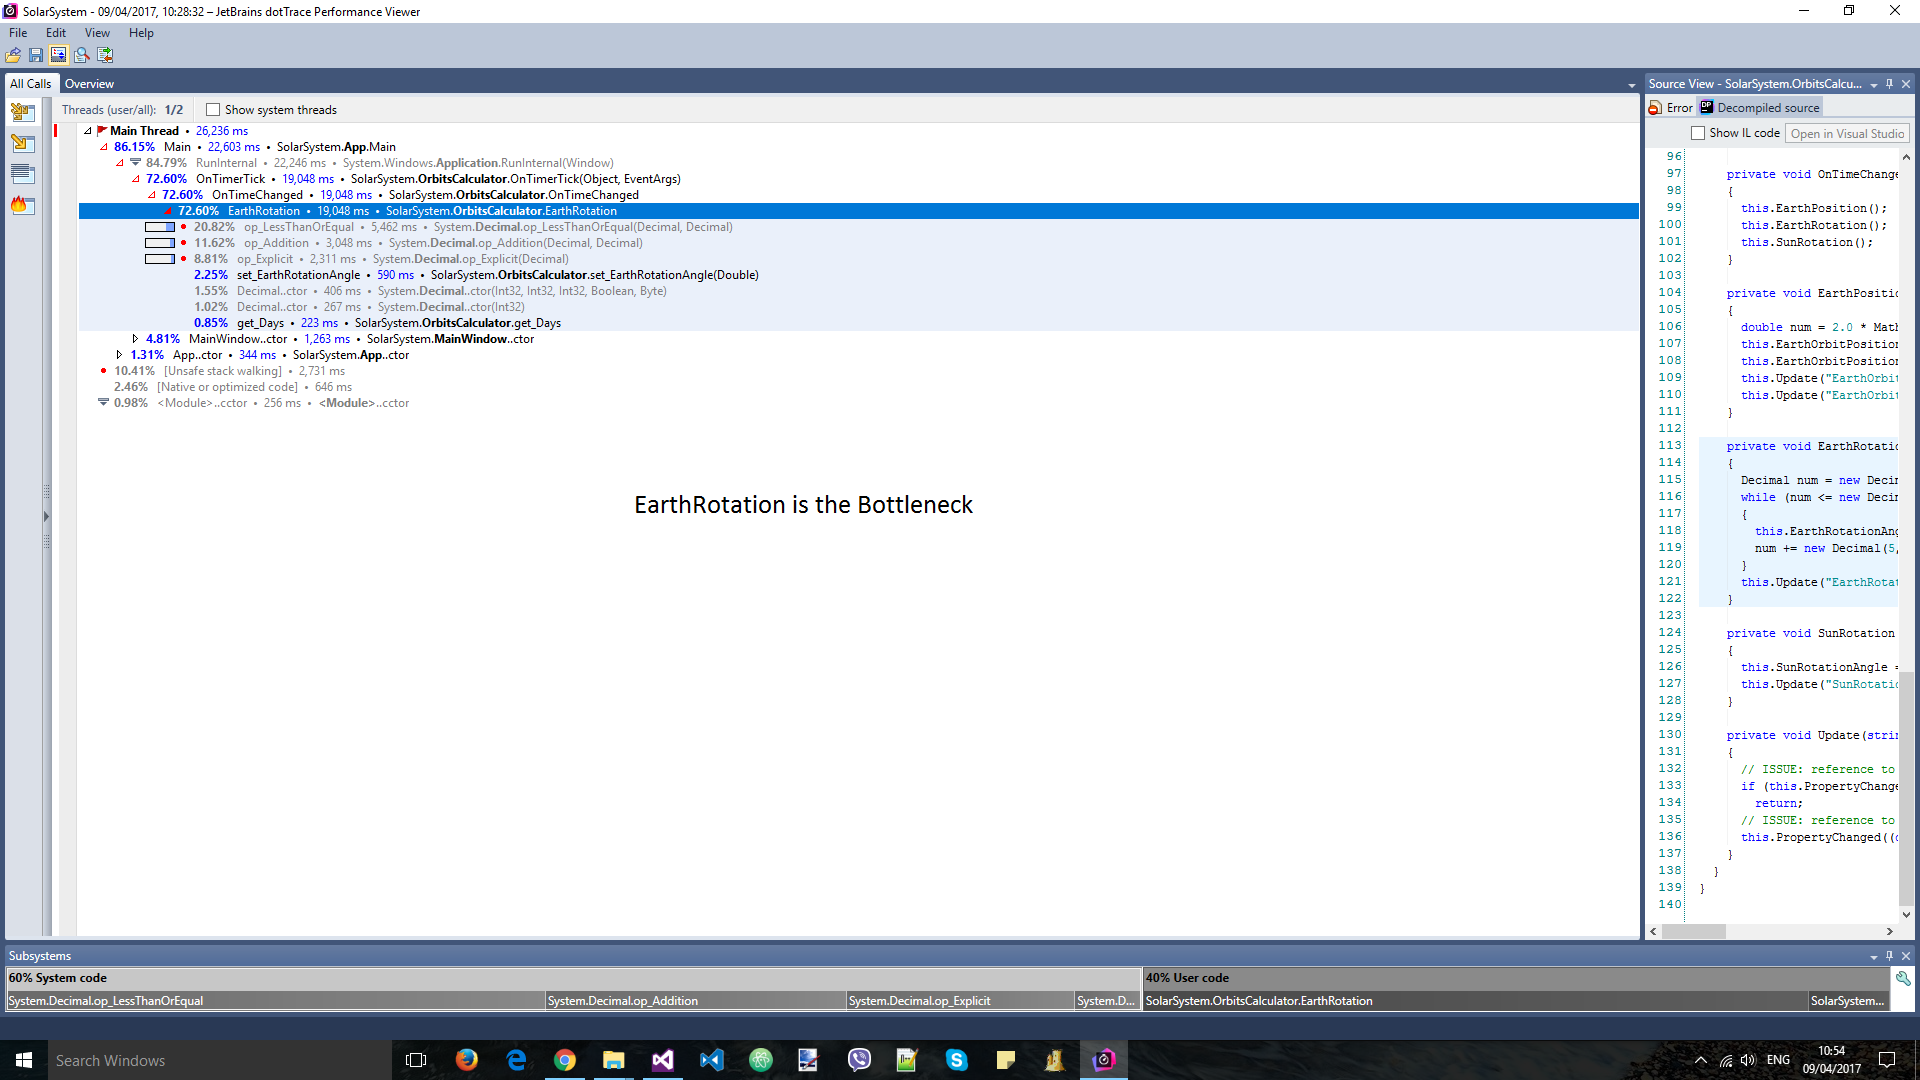 SolarSystem - 09/04/2017, 10:28:32 – JetBrains dotTrace Performance Viewer
File Edit View Help
All Calls Overview
Threads (user/all): 1/2 Show system threads
Main Thread • 26,236 ms
86.15% Main • 22,603 ms • SolarSystem.App.Main
84.79% RunInternal • 22,246 ms • System.Windows.Application.RunInternal(Window)
72.60% OnTimerTick • 19,048 ms • SolarSystem.OrbitsCalculator.OnTimerTick(Object, EventArgs)
72.60% OnTimeChanged • 19,048 ms • SolarSystem.OrbitsCalculator.OnTimeChanged
72.60% EarthRotation • 19,048 ms • SolarSystem.OrbitsCalculator.EarthRotation
20.82% op_LessThanOrEqual • 5,462 ms • System.Decimal.op_LessThanOrEqual(Decimal, Decimal)
11.62% op_Addition • 3,048 ms • System.Decimal.op_Addition(Decimal, Decimal)
8.81% op_Explicit • 2,311 ms • System.Decimal.op_Explicit(Decimal)
2.25% set_EarthRotationAngle • 590 ms • SolarSystem.OrbitsCalculator.set_EarthRotationAngle(Double)
1.55% Decimal..ctor • 406 ms • System.Decimal..ctor(Int32, Int32, Int32, Boolean, Byte)
1.02% Decimal..ctor • 267 ms • System.Decimal..ctor(Int32)
0.85% get_Days • 223 ms • SolarSystem.OrbitsCalculator.get_Days
4.81% MainWindow..ctor • 1,263 ms • SolarSystem.MainWindow..ctor
1.31% App..ctor • 344 ms • SolarSystem.App..ctor
10.41% [Unsafe stack walking] • 2,731 ms
2.46% [Native or optimized code] • 646 ms
0.98% <Module>..cctor • 256 ms • <Module>..cctor
EarthRotation is the Bottleneck
Source View - SolarSystem.OrbitsCalcu...
Error Decompiled source
Show IL code Open in Visual Studio
96
97 private void OnTimeChange
98 {
99 this.EarthPosition();
100 this.EarthRotation();
101 this.SunRotation();
102 }
103
104 private void EarthPositio
105 {
106 double num = 2.0 * Math
107 this.EarthOrbitPosition
108 this.EarthOrbitPosition
109 this.Update("EarthOrbit
110 this.Update("EarthOrbit
111 }
112
113 private void EarthRotatio
114 {
115 Decimal num = new Decim
116 while (num <= new Decim
117 {
118 this.EarthRotationAng
119 num += new Decimal(5,
120 }
121 this.Update("EarthRotat
122 }
123
124 private void SunRotation
125 {
126 this.SunRotationAngle =
127 this.Update("SunRotatio
128 }
129
130 private void Update(strin
131 {
132 // ISSUE: reference to
133 if (this.PropertyChange
134 return;
135 // ISSUE: reference to
136 this.PropertyChanged((o
137 }
138 }
139 }
140
Subsystems
60% System code 40% User code
System.Decimal.op_LessThanOrEqual System.Decimal.op_Addition System.Decimal.op_Explicit System.D... SolarSystem.OrbitsCalculator.EarthRotation SolarSystem...
Search Windows
ENG 10:54
09/04/2017